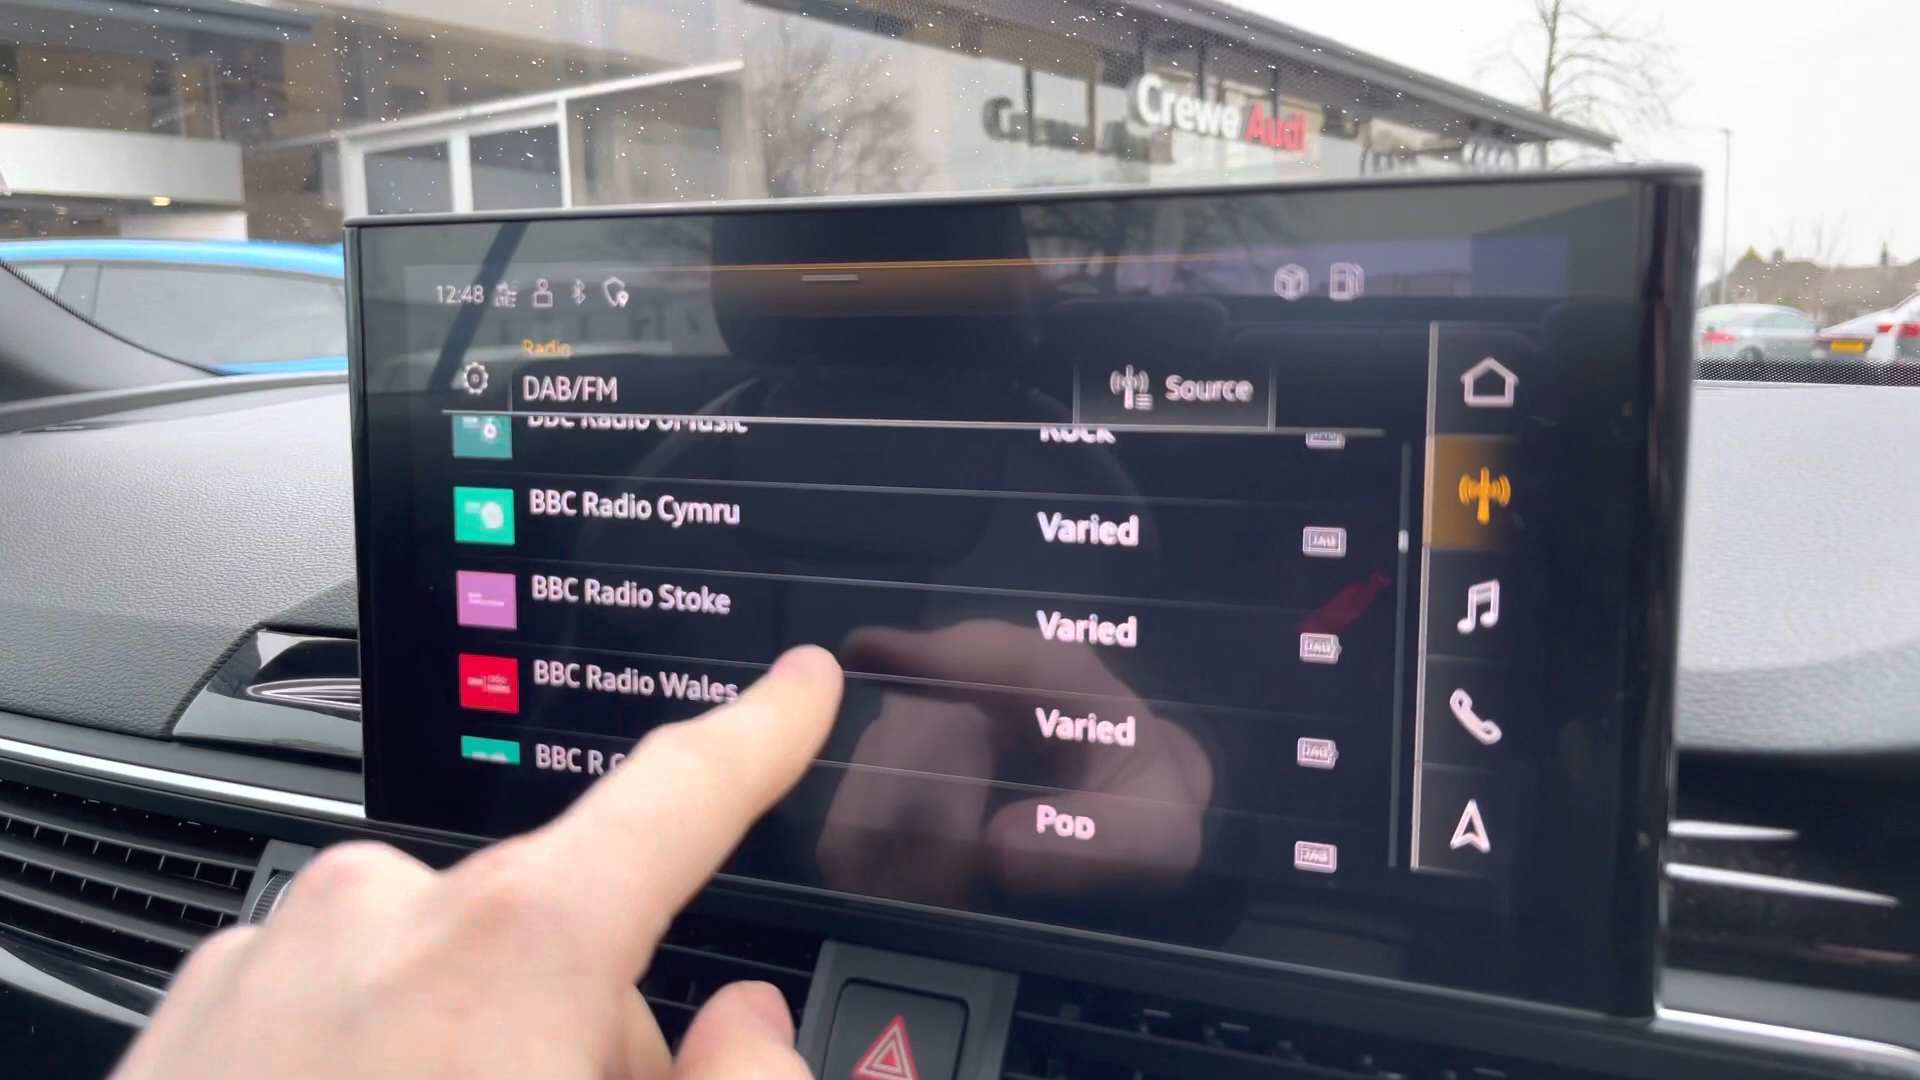 Crewe Audi
12:48
Radio
DAB/FM
Source
BBC Radio 6Music
Rock
BBC Radio Cymru
Varied
BBC Radio Stoke
Varied
BBC Radio Wales
Varied
BBC R
Pop